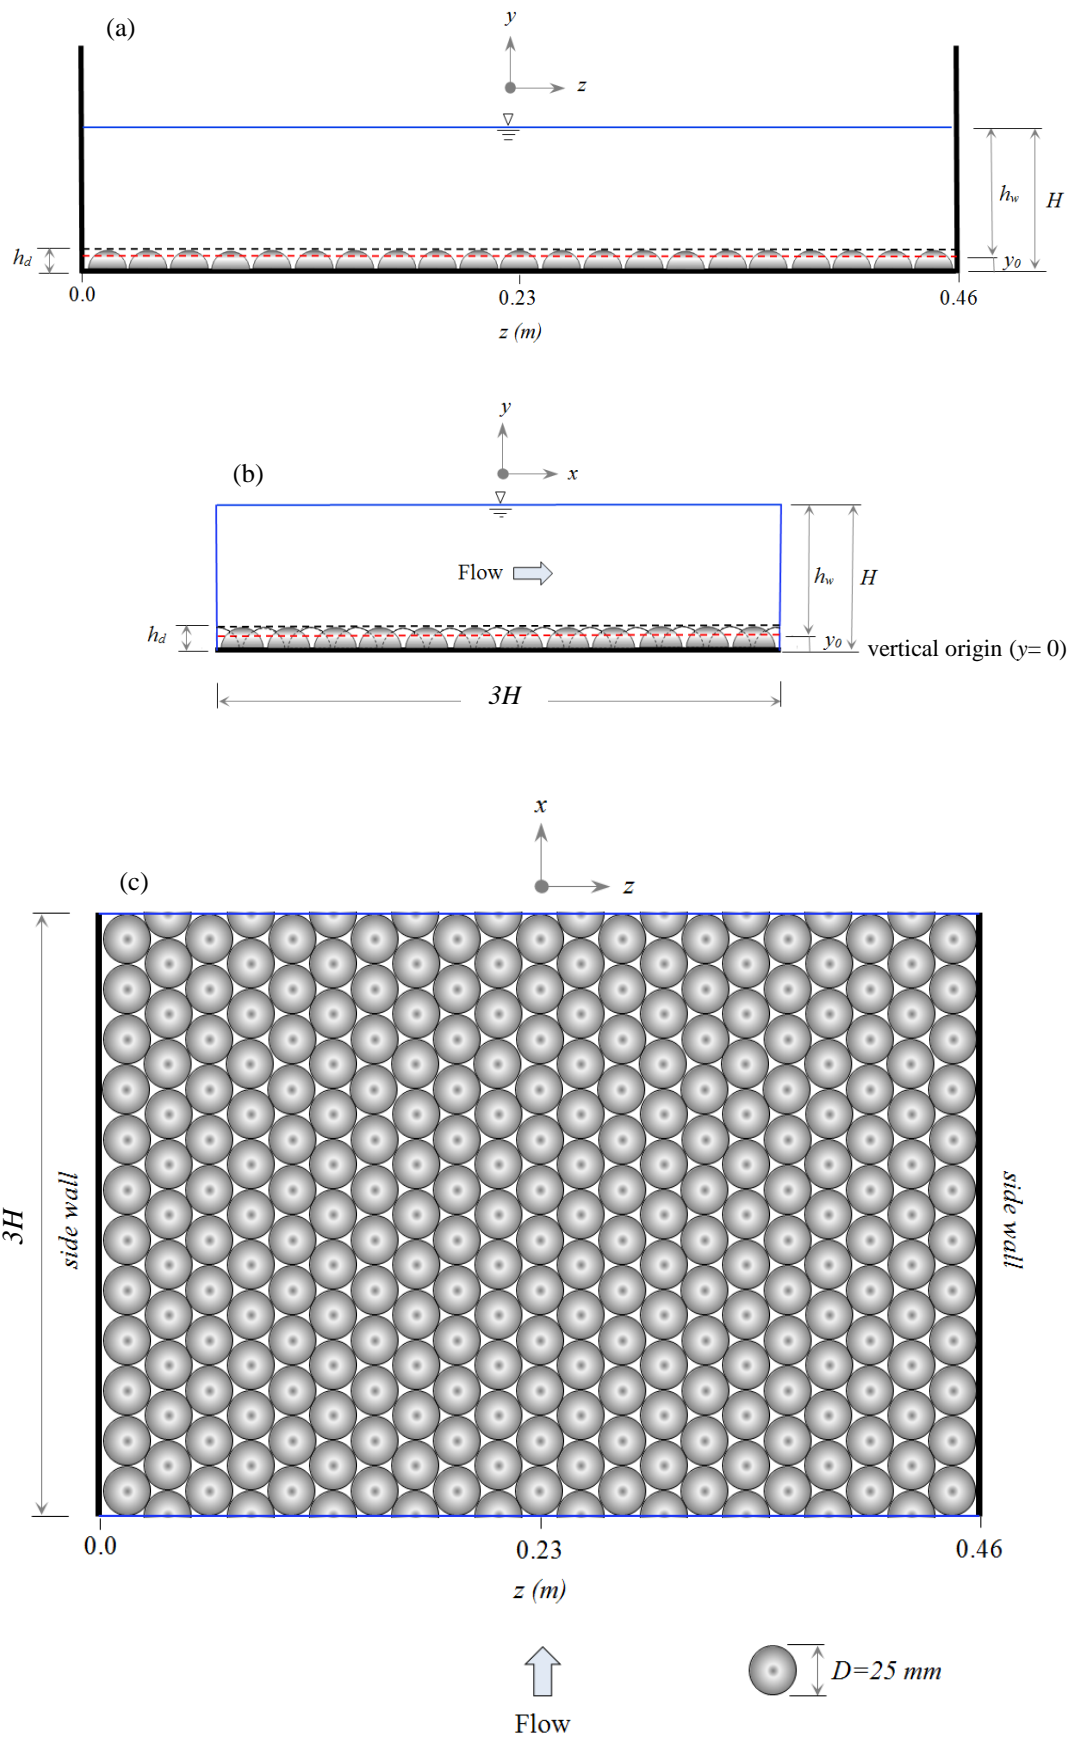 (a)
y
z
h_w
H
h_d
y_0
0.0
0.23
0.46
z (m)
y
(b)
x
Flow
h_w
H
h_d
y_0
vertical origin (y= 0)
3H
x
(c)
z
3H
side wall
side wall
0.0
0.23
0.46
z (m)
D=25 mm
Flow